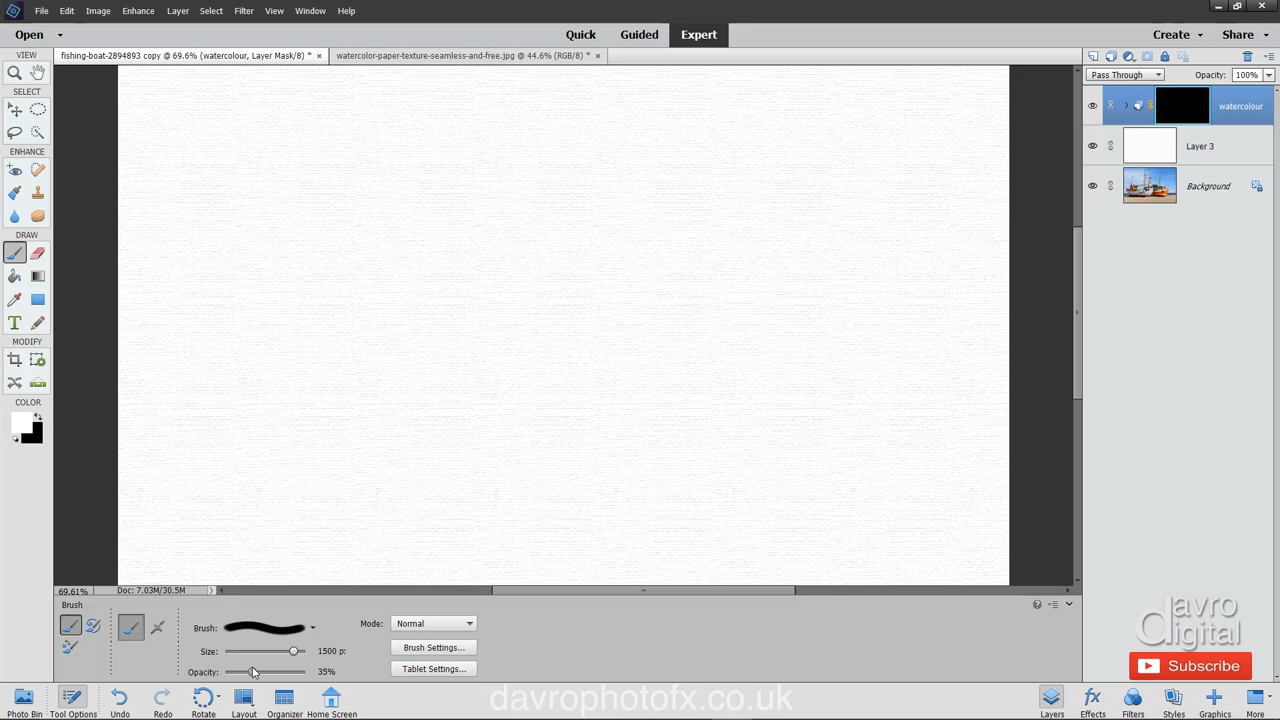 File Edit Image Enhance Layer Select Filter View Window Help
Open Quick Guided Expert Create Share
VIEW
fishing-boat-2894893 copy @ 69.6% (watercolour, Layer Mask/8) * × watercolor-paper-texture-seamless-and-free.jpg @ 44.6% (RGB/8) * ×
Pass Through Opacity: 100%
SELECT
watercolour
Layer 3
ENHANCE
Background
DRAW
T
MODIFY
COLOR
69.61% Doc: 7.03M/30.5M
Brush
Brush: Mode: Normal
Size: 1500 p: Brush Settings...
Opacity: 35% Tablet Settings...
davro
digital
Subscribe
davrophotofx.co.uk
Photo Bin Tool Options Undo Redo Rotate Layout Organizer Home Screen Layers Effects Filters Styles Graphics More